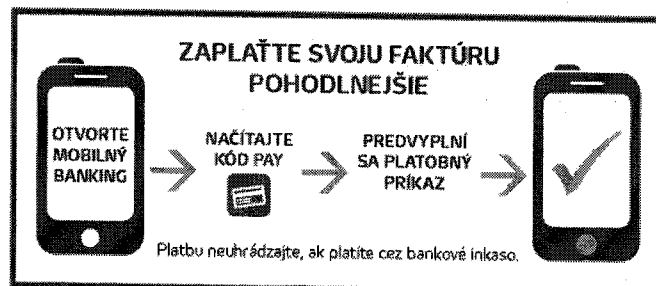 ZAPLAŤTE SVOJU FAKTÚRU
POHODLNEJŠIE
OTVORTE
MOBILNÝ
BANKING
NAČÍTAJTE
KÓD PAY
PREDVYPLNÍ
SA PLATOBNÝ
PRÍKAZ
Platbu neuhrádzajte, ak platíte cez bankové inkaso.